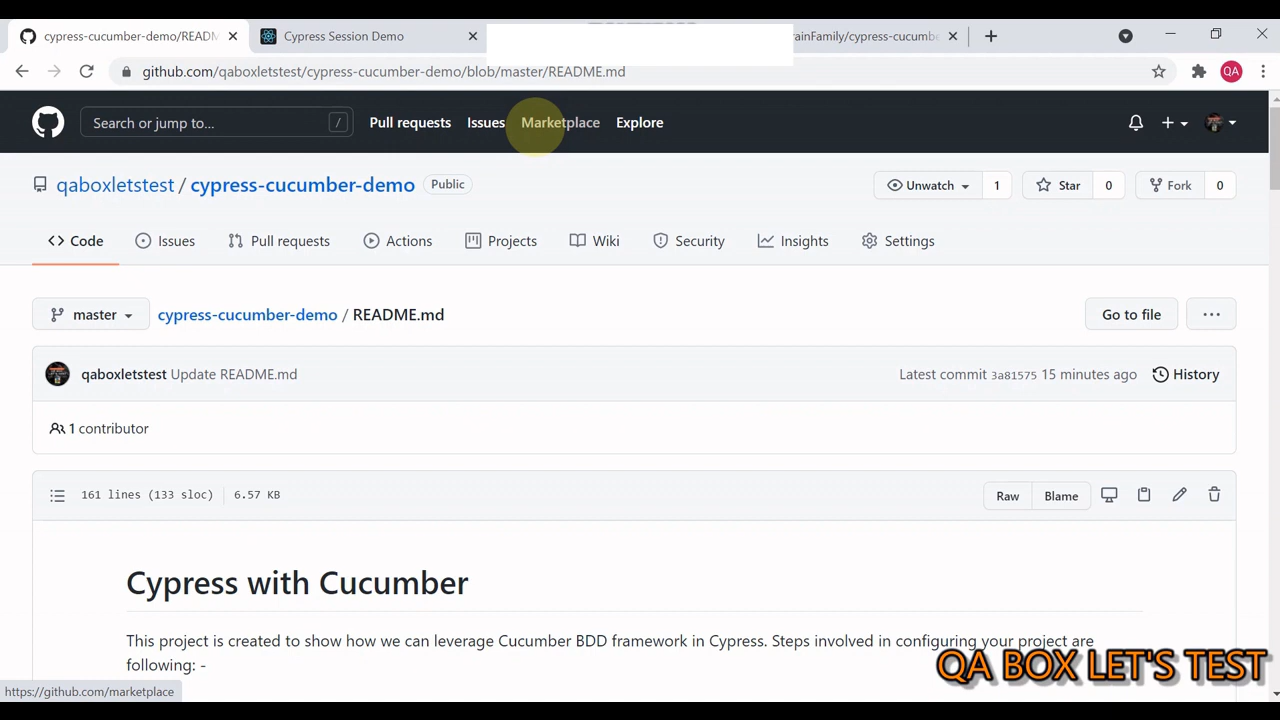 cypress-cucumber-demo/READM
Cypress Session Demo
rainFamily/cypress-cucumbe
github.com/qaboxletstest/cypress-cucumber-demo/blob/master/README.md
QA
Search or jump to...
/
Pull requests
Issues
Marketplace
Explore
qaboxletstest / cypress-cucumber-demo
Public
Unwatch
1
Star
0
Fork
0
Code
Issues
Pull requests
Actions
Projects
Wiki
Security
Insights
Settings
master
cypress-cucumber-demo / README.md
Go to file
qaboxletstest Update README.md
Latest commit 3a81575 15 minutes ago
History
1 contributor
161 lines (133 sloc)
6.57 KB
Raw
Blame
Cypress with Cucumber
This project is created to show how we can leverage Cucumber BDD framework in Cypress. Steps involved in configuring your project are
following: -
QA BOX LET'S TEST
https://github.com/marketplace